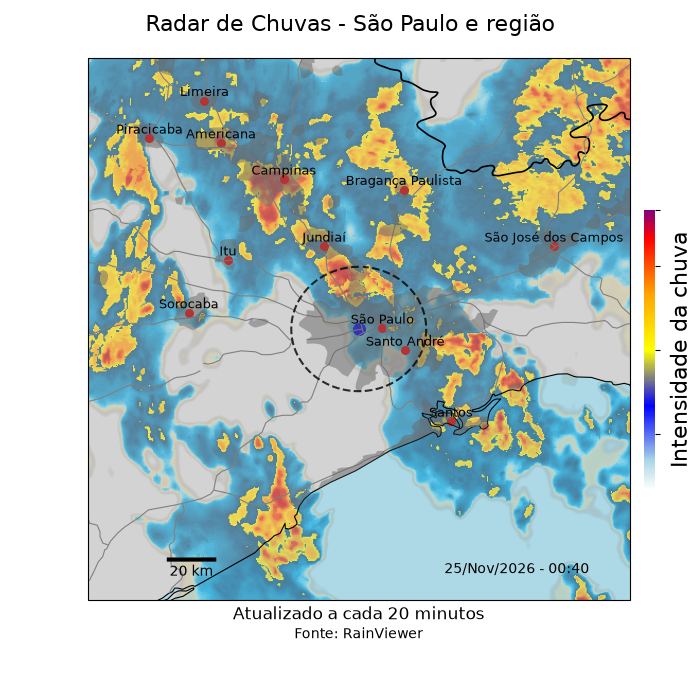 Radar de Chuvas - São Paulo e região
Limeira
Piracicaba
Americana
Campinas
Bragança Paulista
Jundiaí
São José dos Campos
Itu
Sorocaba
São Paulo
Santo André
Santos
20 km
25/Nov/2026 - 00:40
Intensidade da chuva
Atualizado a cada 20 minutos
Fonte: RainViewer